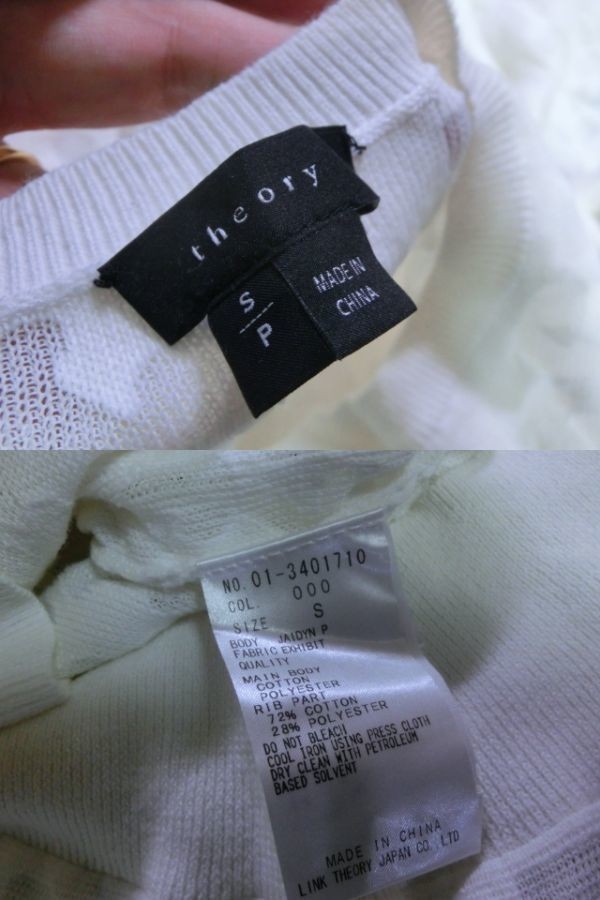 theory
S
P
MADE IN
CHINA
NO. 01-3401710
COL. 000
SIZE S
BODY JAIDYN P
FABRIC EXHIBIT
QUALITY
MAIN BODY
COTTON
POLYESTER
RIB PART
72% COTTON
28% POLYESTER
DO NOT BLEACH
COOL IRON USING PRESS CLOTH
DRY CLEAN WITH PETROLEUM
BASED SOLVENT
MADE IN CHINA
LINK THEORY JAPAN CO. LTD